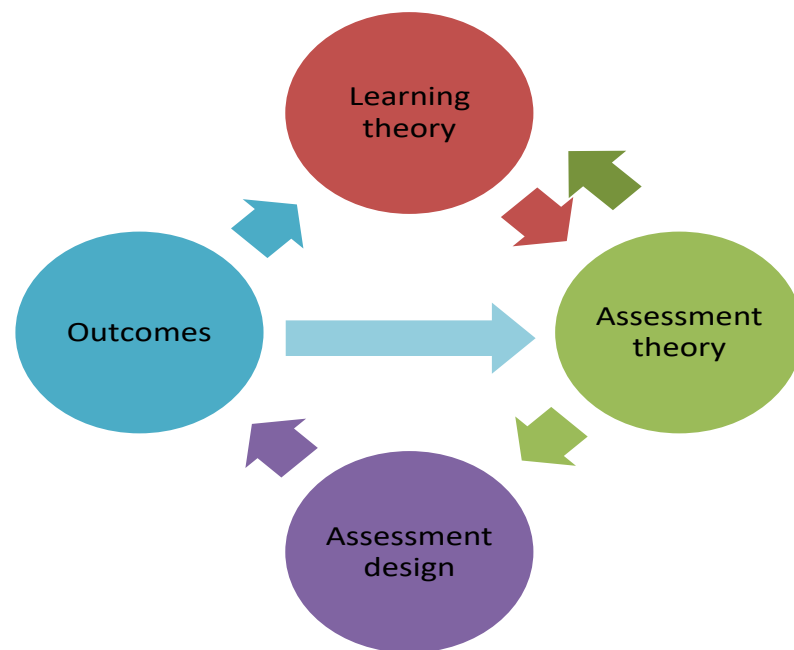 Learning
theory
Outcomes
Assessment
theory
Assessment
design